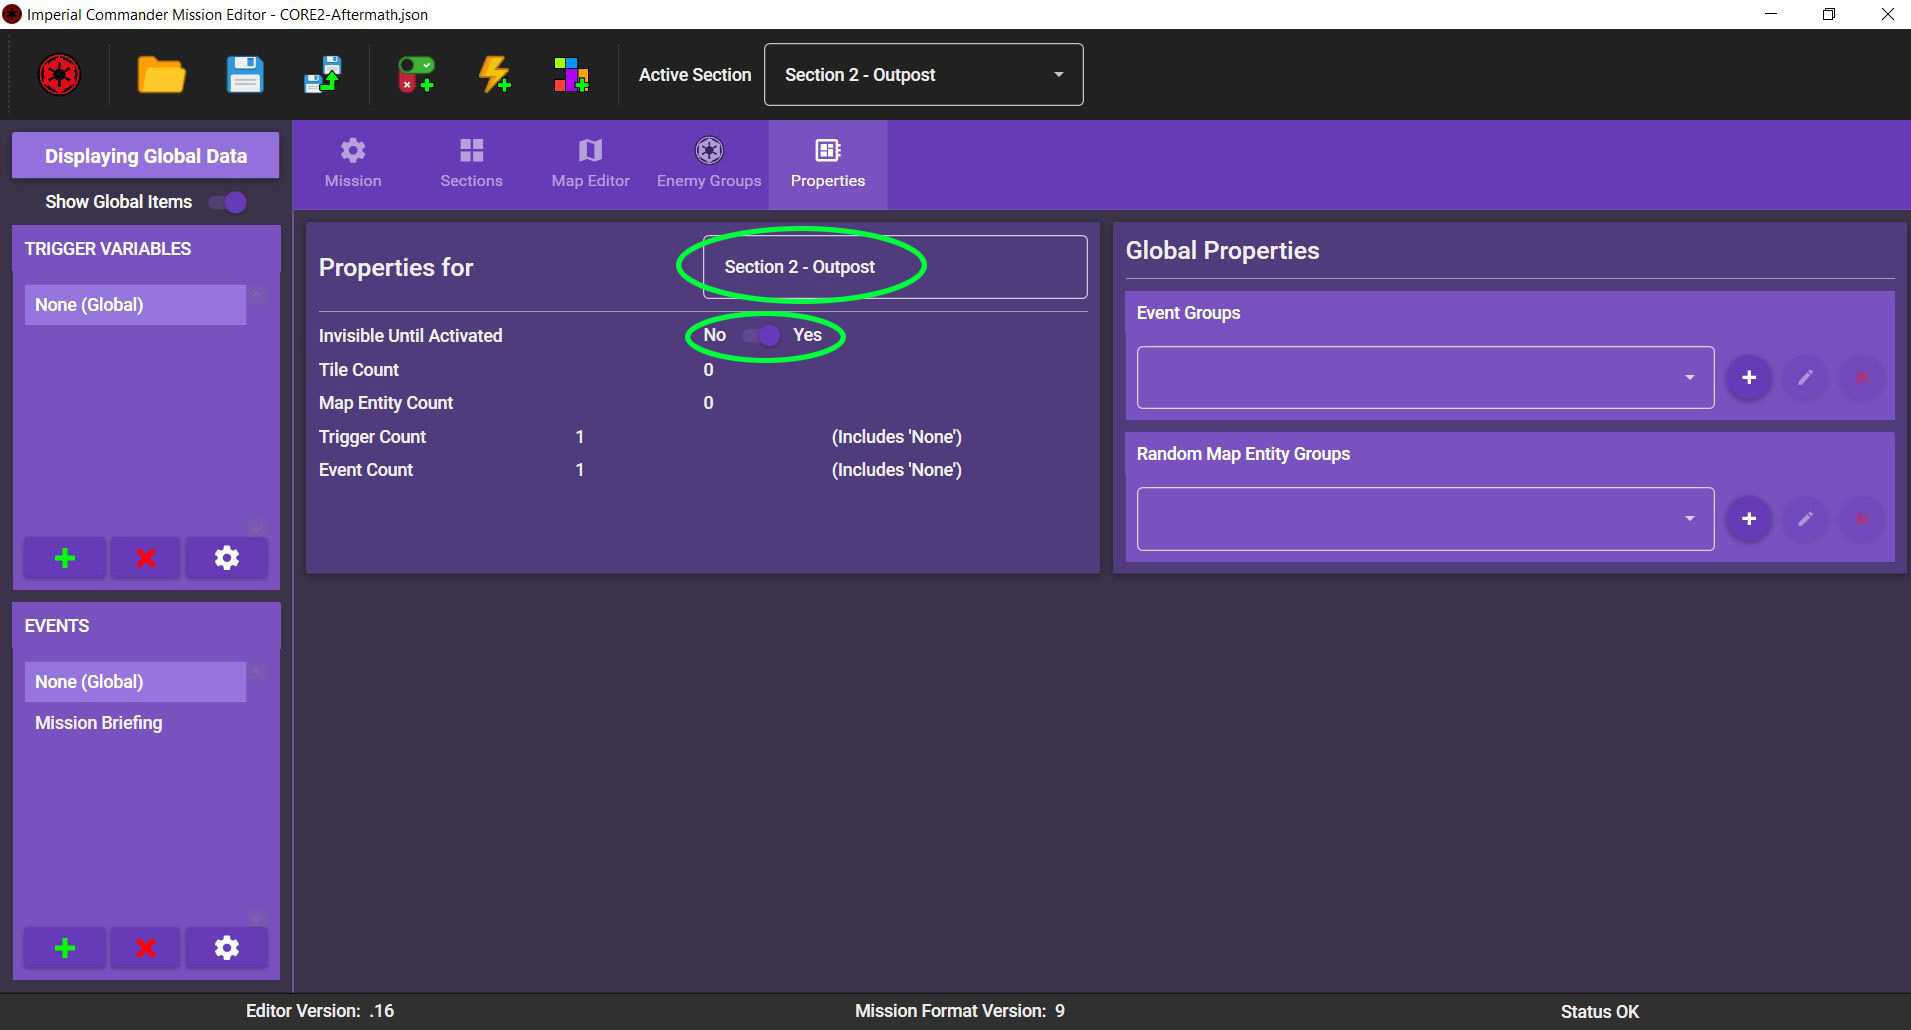 Imperial Commander Mission Editor - CORE2-Aftermath.json
Active Section
Section 2 - Outpost
Displaying Global Data
Show Global Items
TRIGGER VARIABLES
None (Global)
EVENTS
None (Global)
Mission Briefing
Mission
Sections
Map Editor
Enemy Groups
Properties
Properties for
Section 2 - Outpost
Invisible Until Activated
No
Yes
Tile Count
0
Map Entity Count
0
Trigger Count
1
(Includes 'None')
Event Count
1
(Includes 'None')
Global Properties
Event Groups
Random Map Entity Groups
Editor Version: .16
Mission Format Version: 9
Status OK